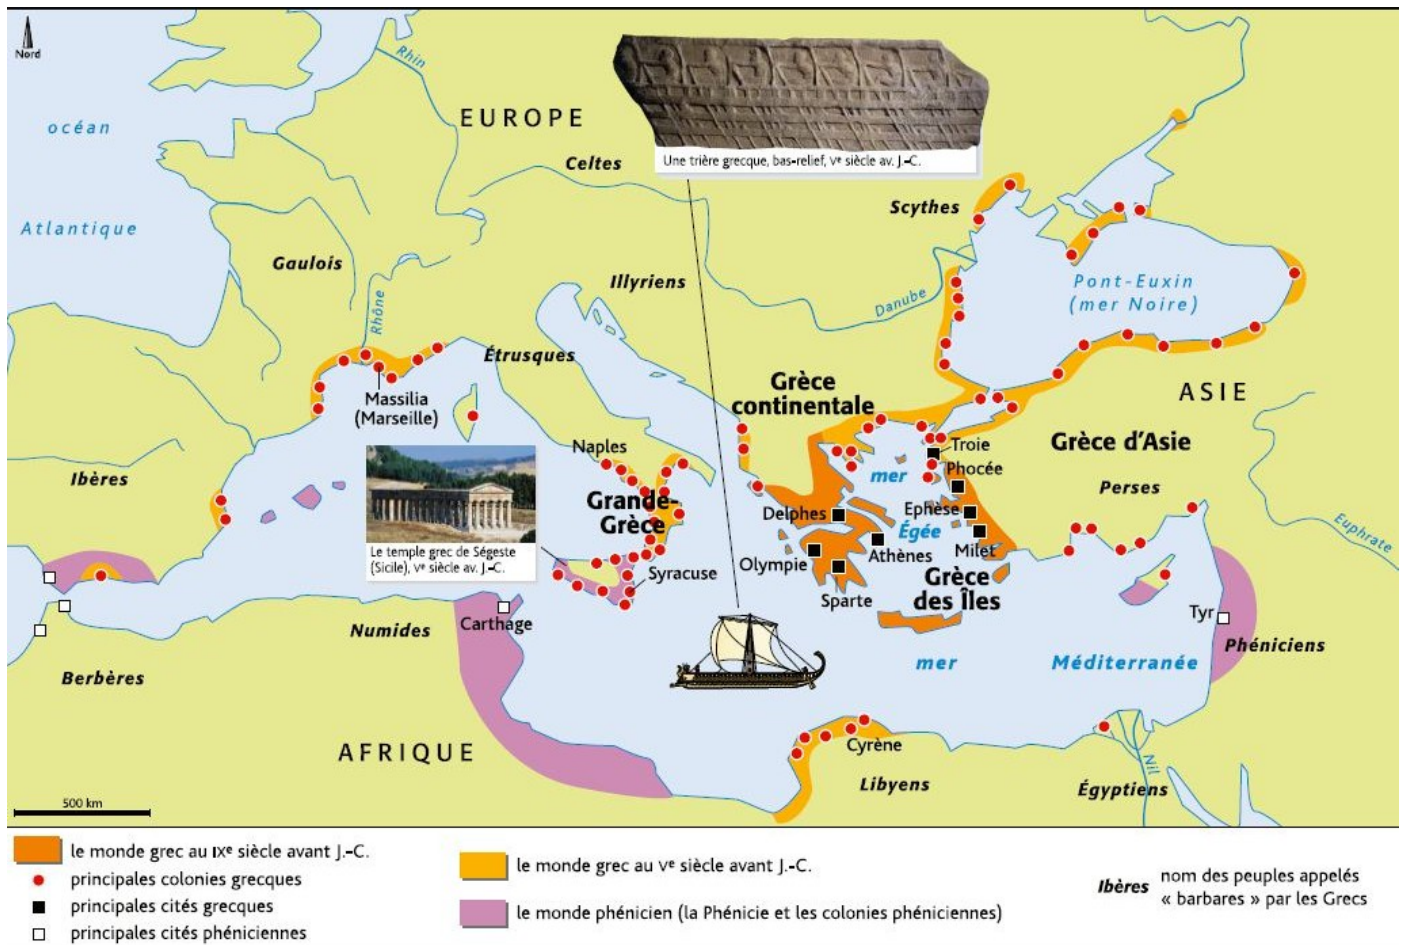 Nord
Rhin
EUROPE
océan
Celtes
Une trière grecque, bas-relief, Vᵉ siècle av. J.-C.
Scythes
Atlantique
Gaulois
Illyriens
Pont-Euxin
(mer Noire)
Danube
Rhône
Étrusques
Grèce
continentale
ASIE
Massilia
(Marseille)
Naples
Troie
Grèce d'Asie
Phocée
mer
Ibères
Perses
Grande-
Grèce
Delphes
Ephèse
Égée
Euphrate
Le temple grec de Ségeste
(Sicile), Vᵉ siècle av. J.-C.
Athènes
Milet
Olympie
Syracuse
Grèce
des Îles
Sparte
Tyr
Carthage
Numides
Phéniciens
mer
Méditerranée
Berbères
AFRIQUE
Cyrène
Nil
Libyens
Égyptiens
500 km
le monde grec au IXᵉ siècle avant J.-C.
principales colonies grecques
principales cités grecques
principales cités phéniciennes
le monde grec au Vᵉ siècle avant J.-C.
le monde phénicien (la Phénicie et les colonies phéniciennes)
Ibères
nom des peuples appelés
« barbares » par les Grecs